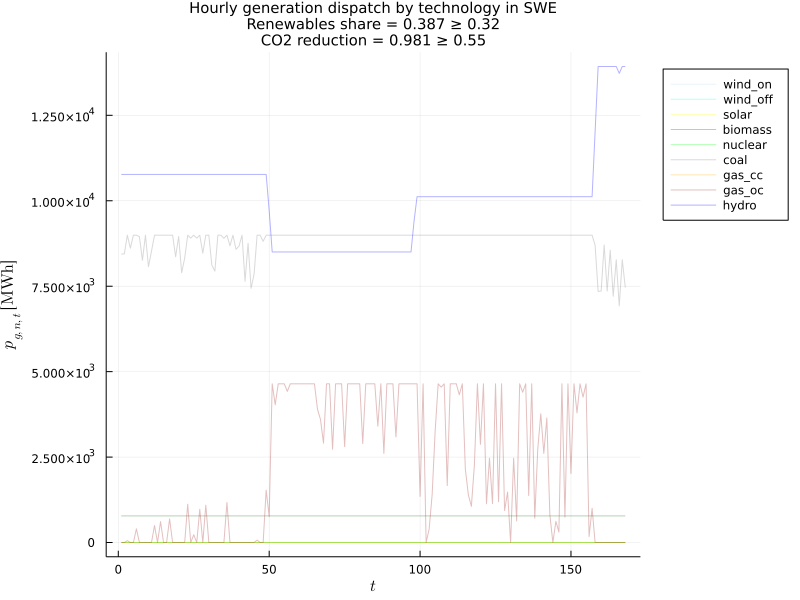 Hourly generation dispatch by technology in SWE
Renewables share = 0.387 ≥ 0.32
CO2 reduction = 0.981 ≥ 0.55
1.250×10⁴
1.000×10⁴
7.500×10³
5.000×10³
2.500×10³
0
p_{g,n,t} [MWh]
0 50 100 150
t
wind_on
wind_off
solar
biomass
nuclear
coal
gas_cc
gas_oc
hydro